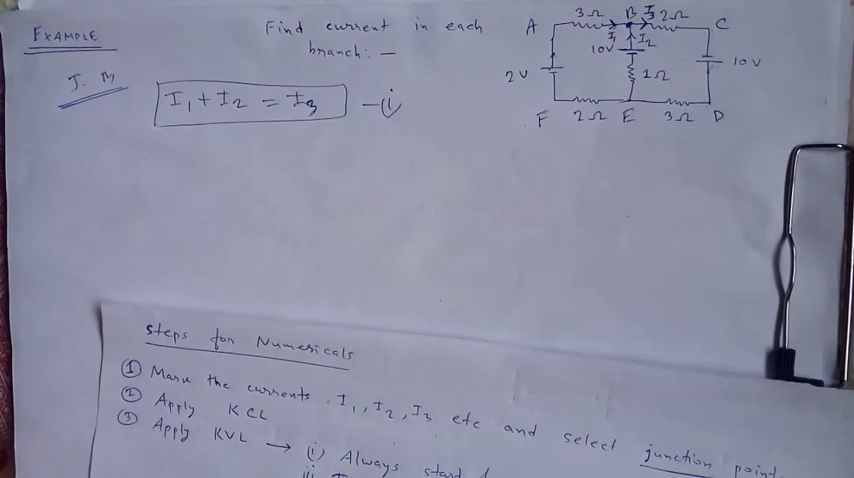 EXAMPLE
Find current in each
branch: —
J. B
I₁ + I₂ = I₃ —(i)
A 3Ω B I₃ 2Ω C
I₁ I₂
10V
2V 1Ω 10V
F 2Ω E 3Ω D
Steps for Numericals
① Mark the currents . I₁, I₂, I₃ etc and select junction point.
② Apply KCL
③ Apply KVL → (i) Always start